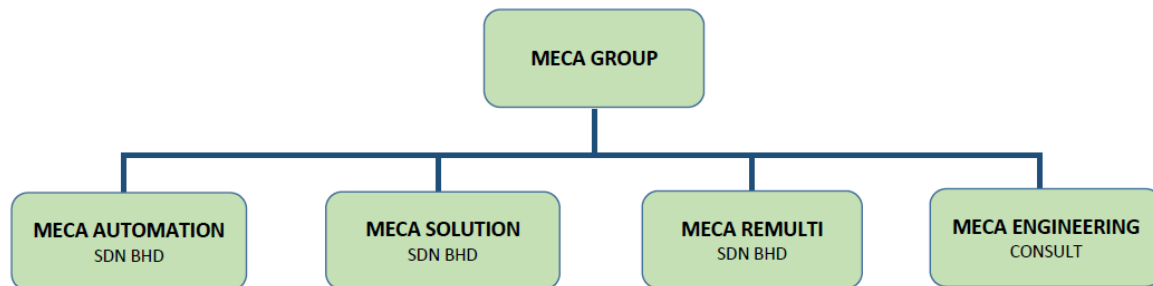 MECA GROUP
MECA AUTOMATION
SDN BHD
MECA SOLUTION
SDN BHD
MECA REMULTI
SDN BHD
MECA ENGINEERING
CONSULT